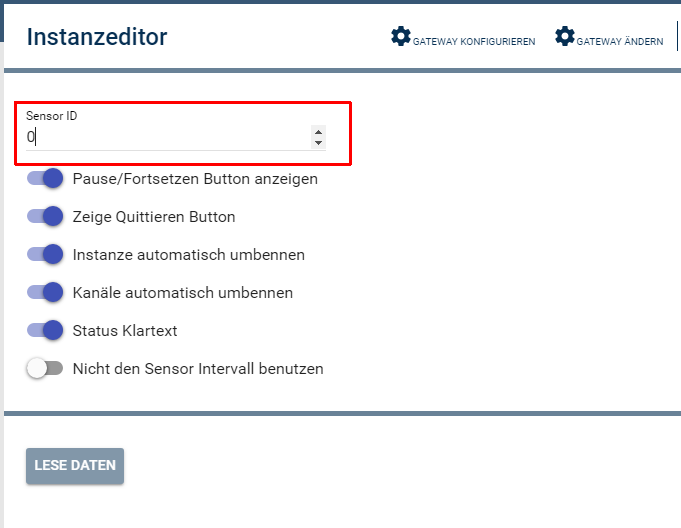 Instanzeditor
GATEWAY KONFIGURIEREN
GATEWAY ÄNDERN
Sensor ID
0
Pause/Fortsetzen Button anzeigen
Zeige Quittieren Button
Instanze automatisch umbennen
Kanäle automatisch umbennen
Status Klartext
Nicht den Sensor Intervall benutzen
LESE DATEN